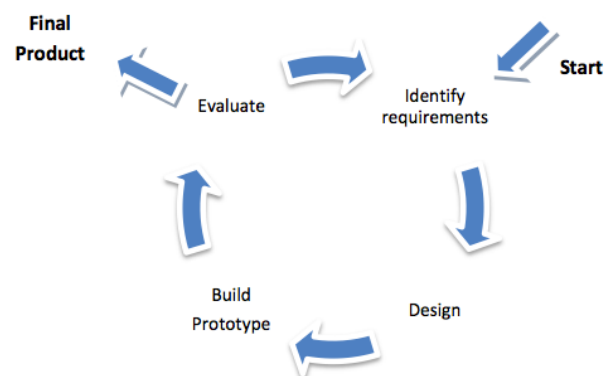 Final
Product
Start
Identify
requirements
Evaluate
Design
Build
Prototype